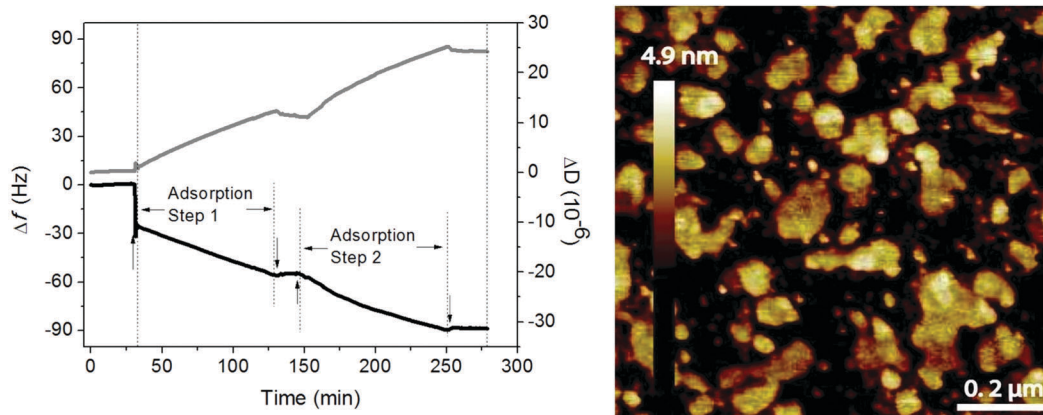 90
60
30
0
-30
-60
-90
Δf (Hz)
Adsorption
Step 1
Adsorption
Step 2
0
50
100
150
200
250
300
Time (min)
30
20
10
0
-10
-20
-30
ΔD (10⁻⁶)
4.9 nm
0.2 μm